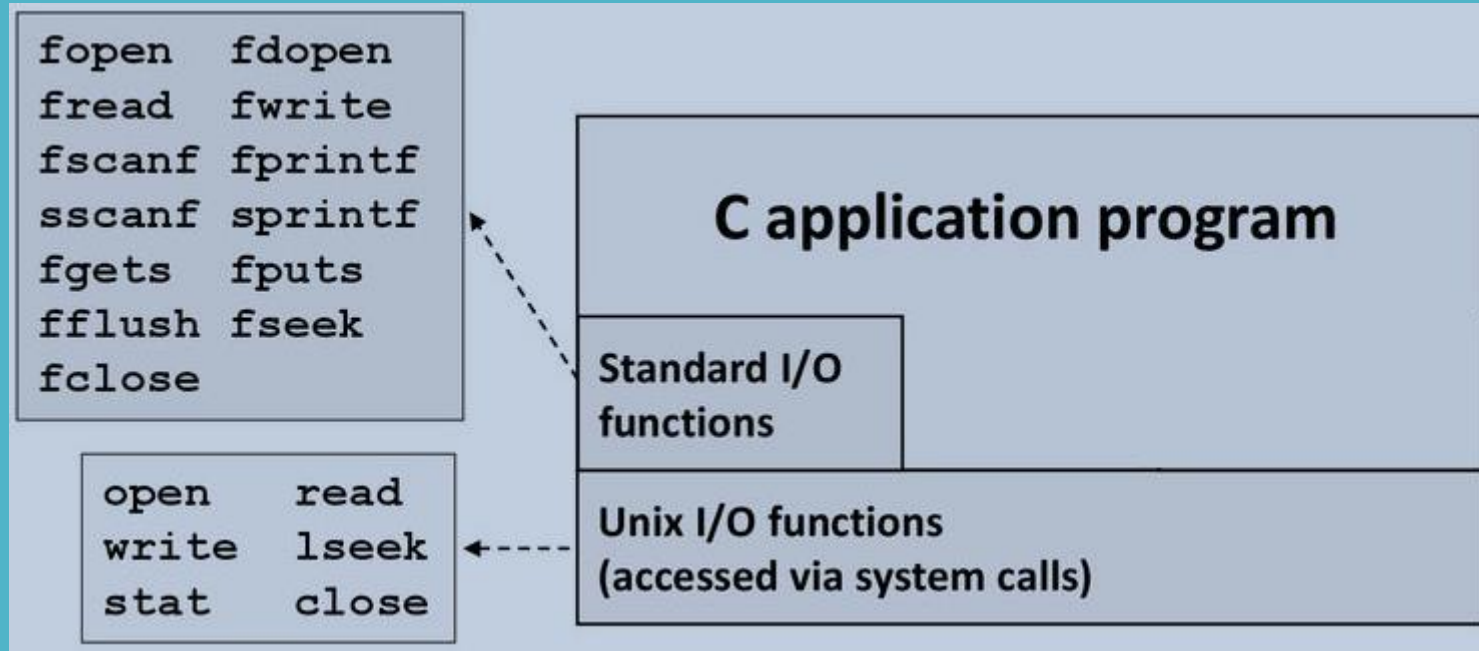 fopen fdopen
fread fwrite
fscanf fprintf
sscanf sprintf
fgets fputs
fflush fseek
fclose
C application program
Standard I/O
functions
open read
write lseek
stat close
Unix I/O functions
(accessed via system calls)